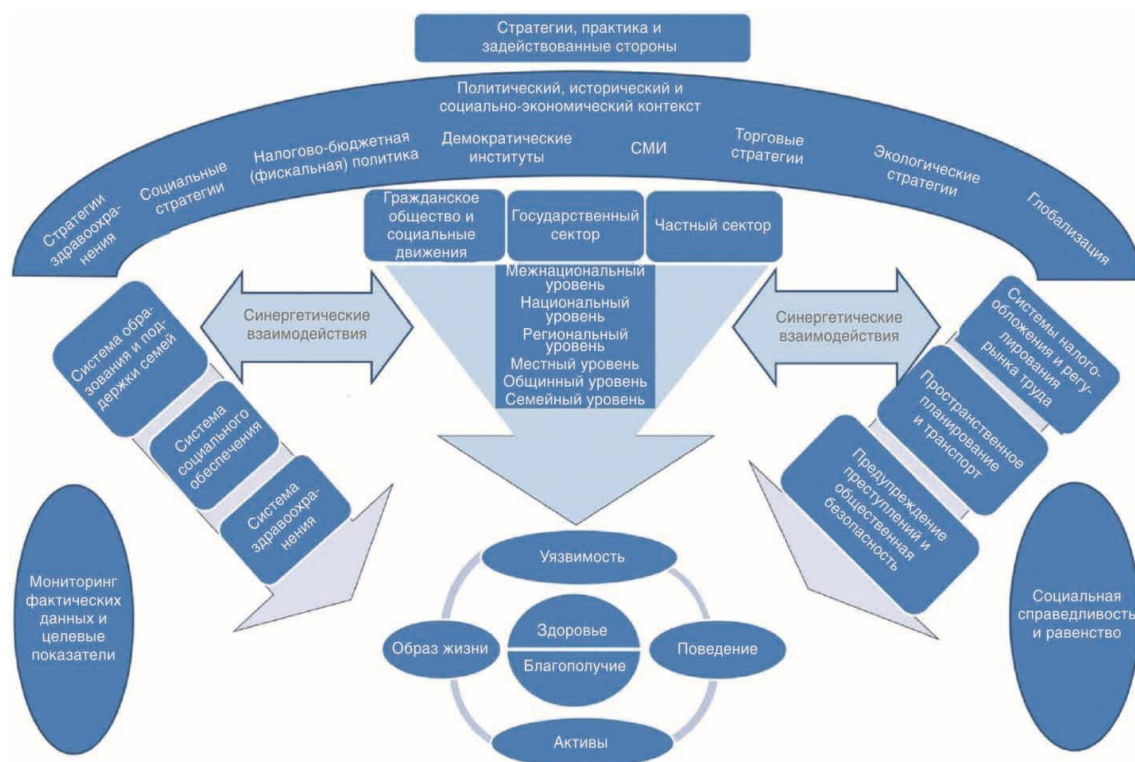 Стратегии, практика и
задействованные стороны
Политический, исторический и
социально-экономический контекст
Стратегии
здравоохра-
нения
Социальные
стратегии
Налогово-бюджетная
(фискальная) политика
Демократические
институты
СМИ
Торговые
стратегии
Экологические
стратегии
Глобализация
Гражданское
общество и
социальные
движения
Государственный
сектор
Частный сектор
Межнациональный
уровень
Национальный
уровень
Региональный
уровень
Местный уровень
Общинный уровень
Семейный уровень
Синергетические
взаимодействия
Синергетические
взаимодействия
Система обра-
зования и под-
держки семей
Система
социального
обеспечения
Система
здравоохра-
нения
Системы налого-
обложения и регу-
лирования
рынка труда
Пространственное
планирование
и транспорт
Предупреждение
преступлений и
общественная
безопасность
Мониторинг
фактических
данных и
целевые
показатели
Уязвимость
Образ жизни
Здоровье
Благополучие
Поведение
Активы
Социальная
справедливость
и равенство